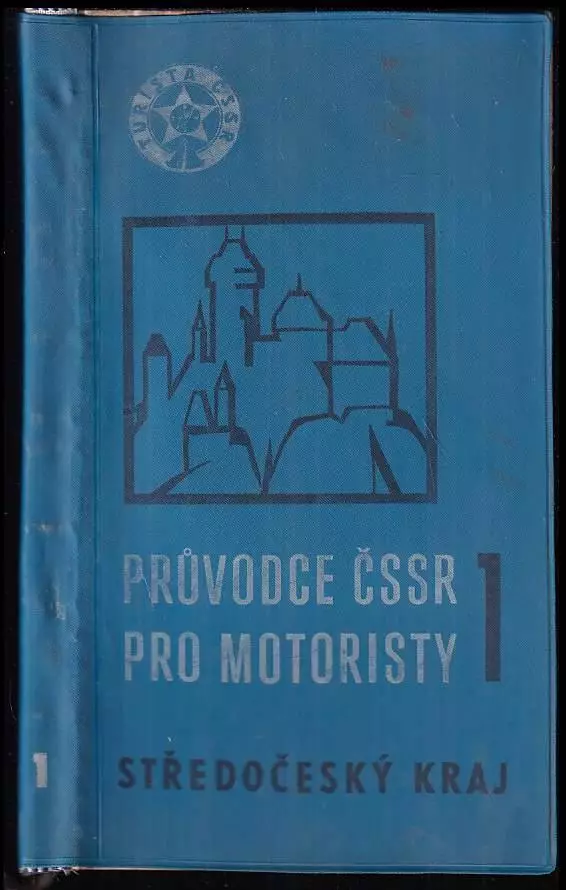 TURISTA ČSSR
PRŮVODCE ČSSR
PRO MOTORISTY
1
STŘEDOČESKÝ KRAJ
1